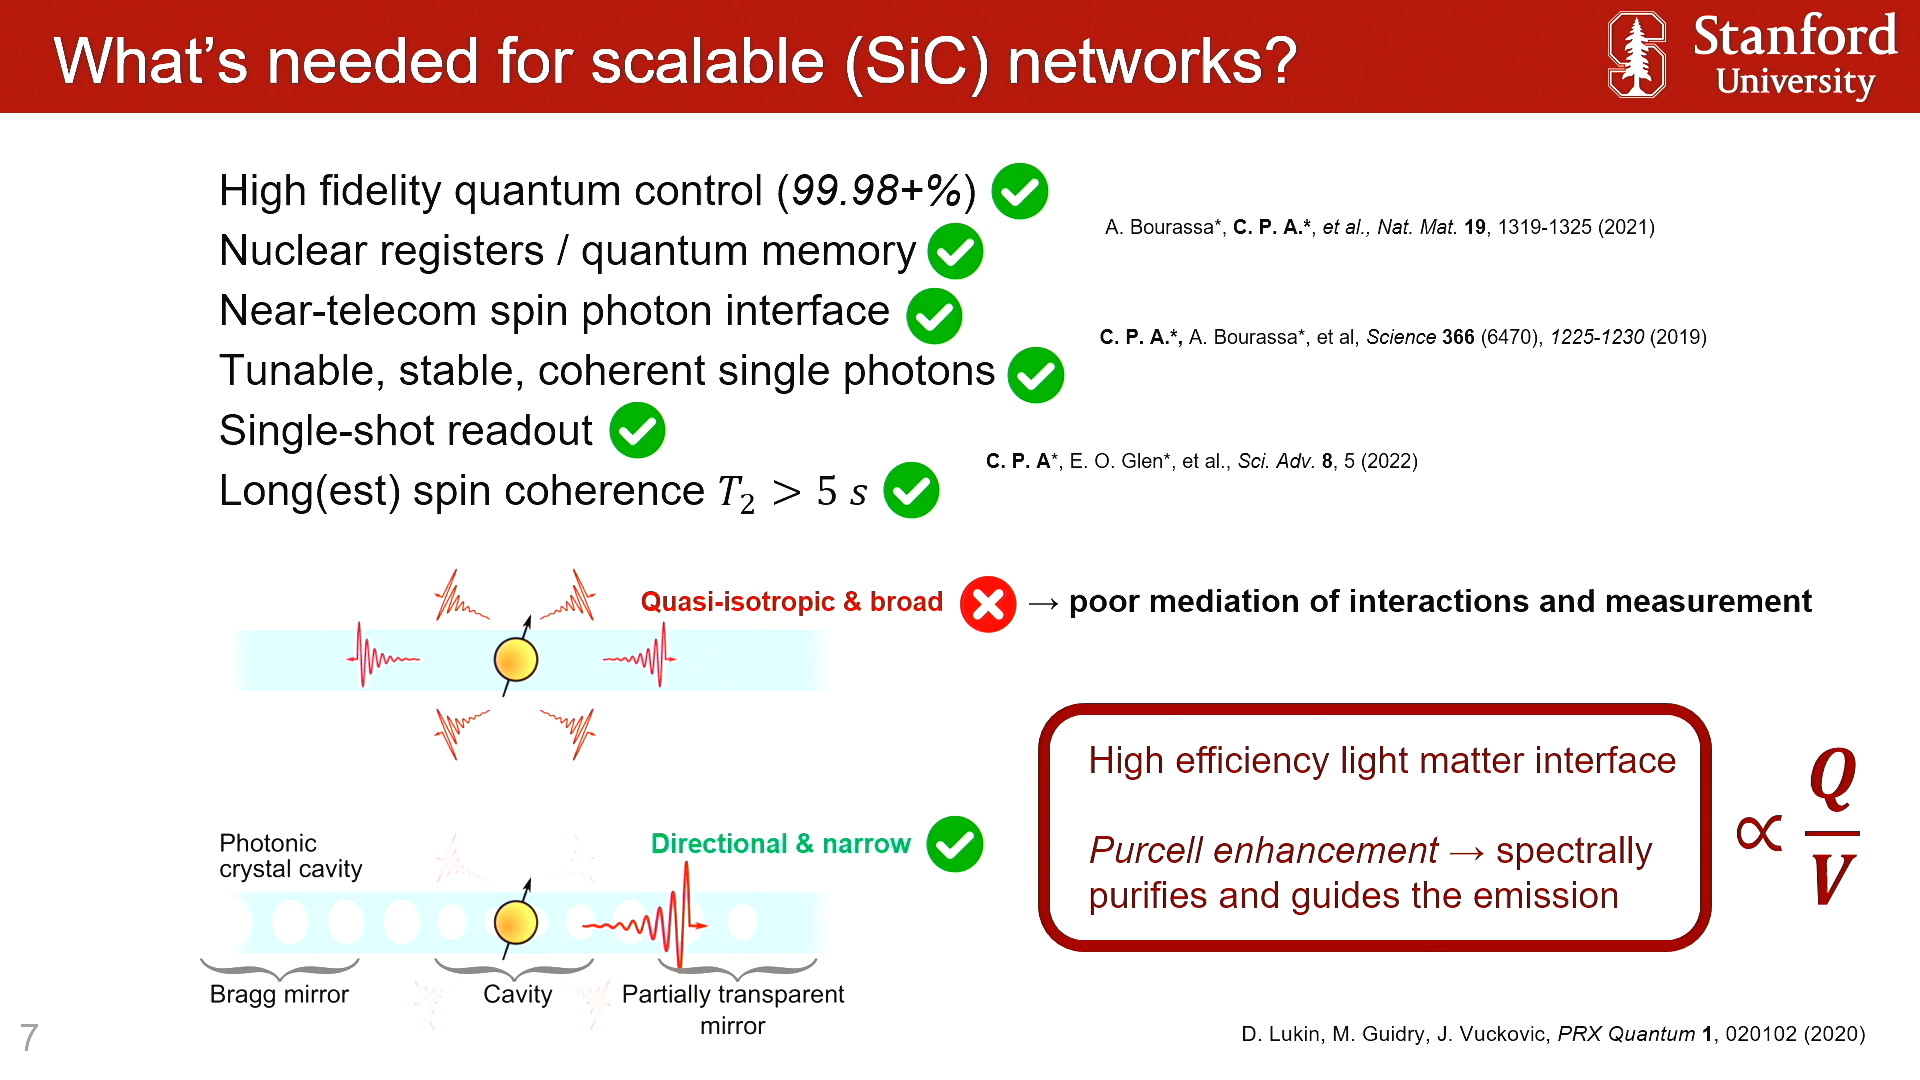 What's needed for scalable (SiC) networks?
Stanford
University
High fidelity quantum control (99.98+%)
Nuclear registers / quantum memory
A. Bourassa*, C. P. A.*, et al., Nat. Mat. 19, 1319-1325 (2021)
Near-telecom spin photon interface
C. P. A.*, A. Bourassa*, et al, Science 366 (6470), 1225-1230 (2019)
Tunable, stable, coherent single photons
Single-shot readout
C. P. A*, E. O. Glen*, et al., Sci. Adv. 8, 5 (2022)
Long(est) spin coherence T₂ > 5 s
Quasi-isotropic & broad → poor mediation of interactions and measurement
High efficiency light matter interface
Purcell enhancement → spectrally
purifies and guides the emission
∝ Q/V
Photonic
crystal cavity
Directional & narrow
Bragg mirror
Cavity
Partially transparent
mirror
7
D. Lukin, M. Guidry, J. Vuckovic, PRX Quantum 1, 020102 (2020)